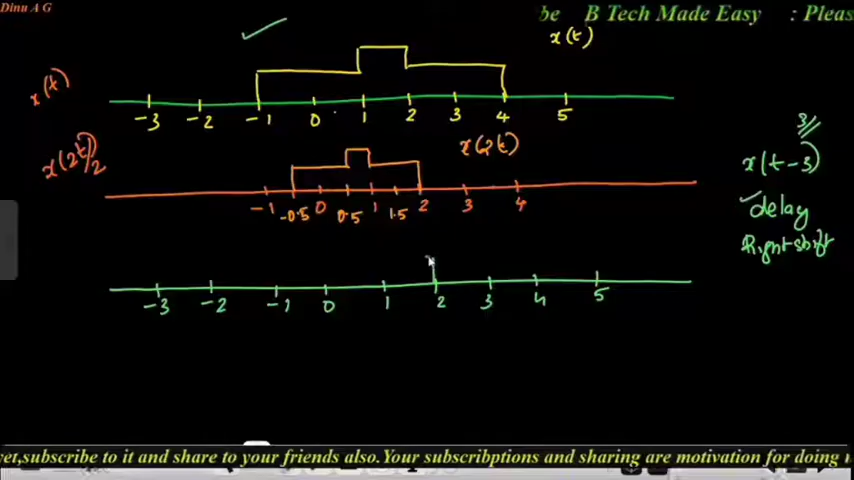 Dinu A G
be B Tech Made Easy : Pleas
x(t)
x(t)
-3 -2 -1 0 1 2 3 4 5
3
x(2t)
x(t-3)
x(2t)/2
delay
-1 -0.5 0 0.5 1 1.5 2 3 4
Right shift
-3 -2 -1 0 1 2 3 4 5
yet,subscribe to it and share to your friends also.Your subscribptions and sharing are motivation for doing